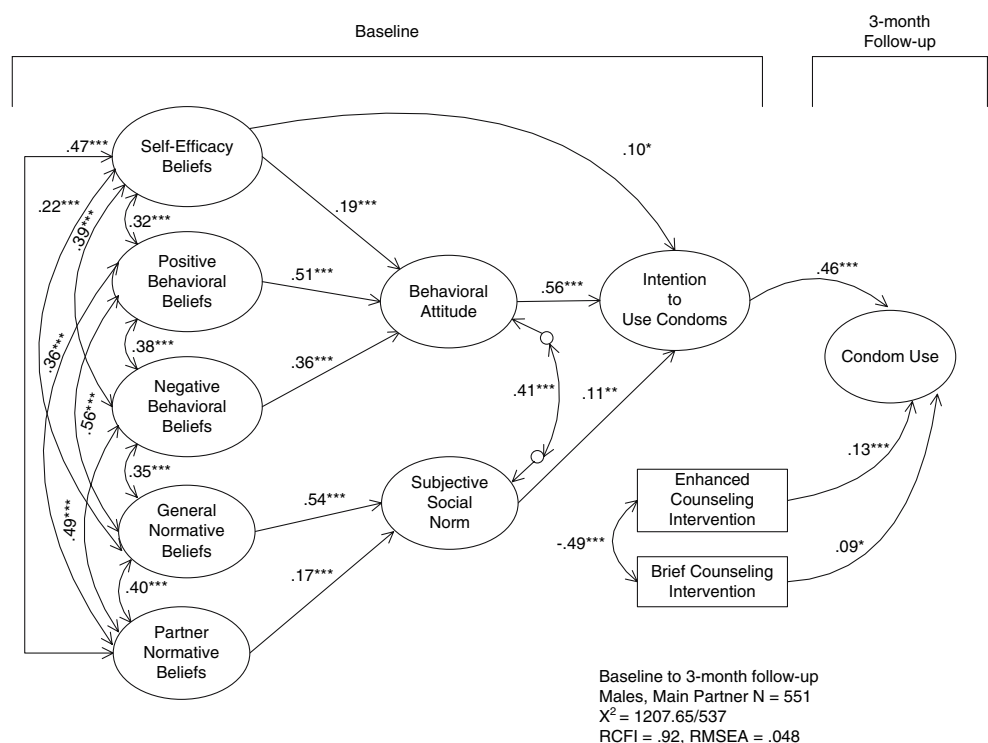 Baseline
3-month
Follow-up
Self-Efficacy
Beliefs
Positive
Behavioral
Beliefs
Negative
Behavioral
Beliefs
General
Normative
Beliefs
Partner
Normative
Beliefs
Behavioral
Attitude
Subjective
Social
Norm
Intention
to
Use Condoms
Condom Use
Enhanced
Counseling
Intervention
Brief Counseling
Intervention
.47***
.22***
.39***
.32***
.36***
.38***
.56***
.35***
.49***
.40***
.10*
.19***
.51***
.36***
.54***
.17***
.56***
.41***
.11**
.46***
.13***
.09*
-.49***
Baseline to 3-month follow-up
Males, Main Partner N = 551
X² = 1207.65/537
RCFI = .92, RMSEA = .048